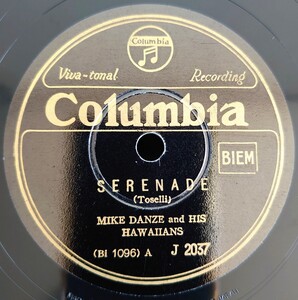 Columbia
Viva-tonal Recording
Columbia
BIEM
SERENADE
(Toselli)
MIKE DANZE and HIS
HAWAIIANS
(BI 1096) A J 2037